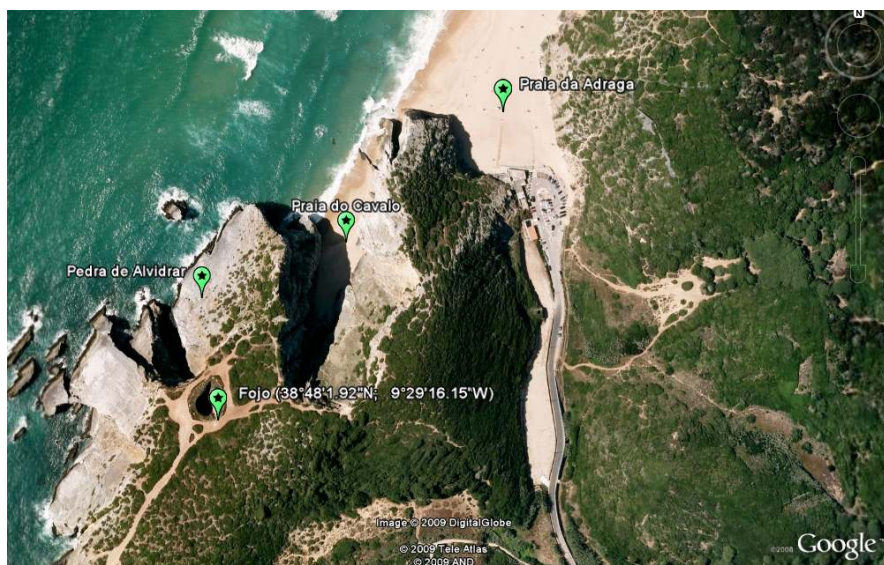 N
Praia da Adraga
Praia do Cavalo
Pedra de Alvidrar
Fojo (38°48'1.92"N; 9°29'16.15"W)
Image © 2009 DigitalGlobe
© 2009 Tele Atlas
© 2009 AND
©2008 Google